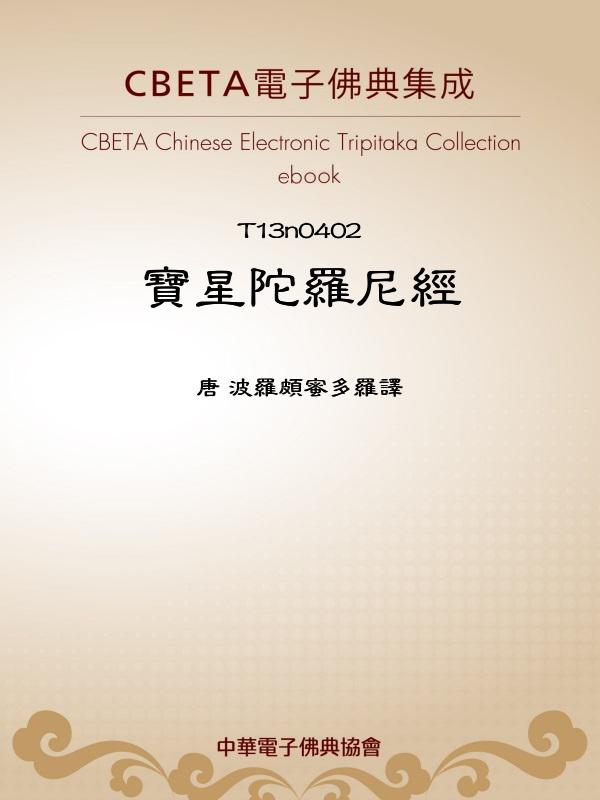 CBETA電子佛典集成
CBETA Chinese Electronic Tripitaka Collection
ebook
T13n0402
寶星陀羅尼經
唐 波羅頗蜜多羅譯
中華電子佛典協會